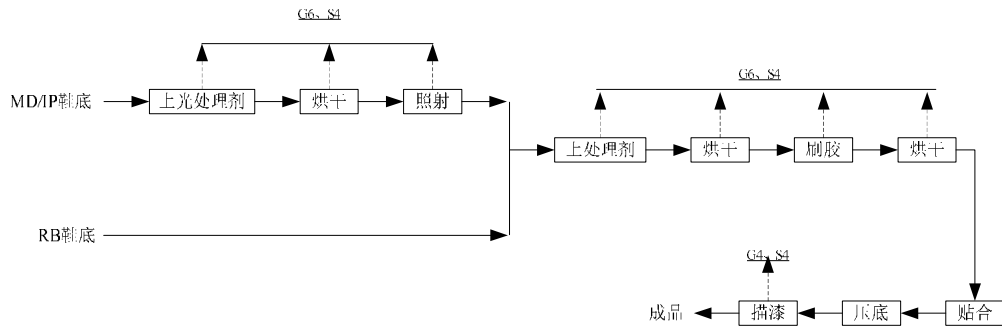 G6、S4
MD/IP鞋底
上光处理剂
烘干
照射
G6、S4
上处理剂
烘干
刷胶
烘干
RB鞋底
G4、S4
成品
描漆
压底
贴合